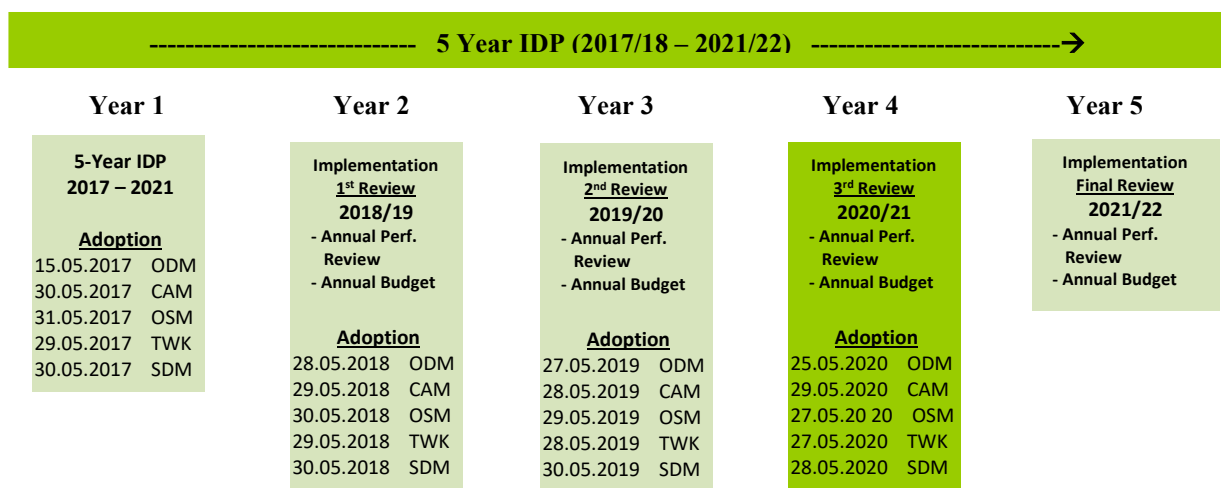 ----------------------------- 5 Year IDP (2017/18 – 2021/22) ---------------------------→
Year 1
5-Year IDP
2017 – 2021
Adoption
15.05.2017 ODM
30.05.2017 CAM
31.05.2017 OSM
29.05.2017 TWK
30.05.2017 SDM
Year 2
Implementation
1st Review
2018/19
- Annual Perf.
Review
- Annual Budget
Adoption
28.05.2018 ODM
29.05.2018 CAM
30.05.2018 OSM
29.05.2018 TWK
30.05.2018 SDM
Year 3
Implementation
2nd Review
2019/20
- Annual Perf.
Review
- Annual Budget
Adoption
27.05.2019 ODM
28.05.2019 CAM
29.05.2019 OSM
28.05.2019 TWK
30.05.2019 SDM
Year 4
Implementation
3rd Review
2020/21
- Annual Perf.
Review
- Annual Budget
Adoption
25.05.2020 ODM
29.05.2020 CAM
27.05.20 20 OSM
27.05.2020 TWK
28.05.2020 SDM
Year 5
Implementation
Final Review
2021/22
- Annual Perf.
Review
- Annual Budget